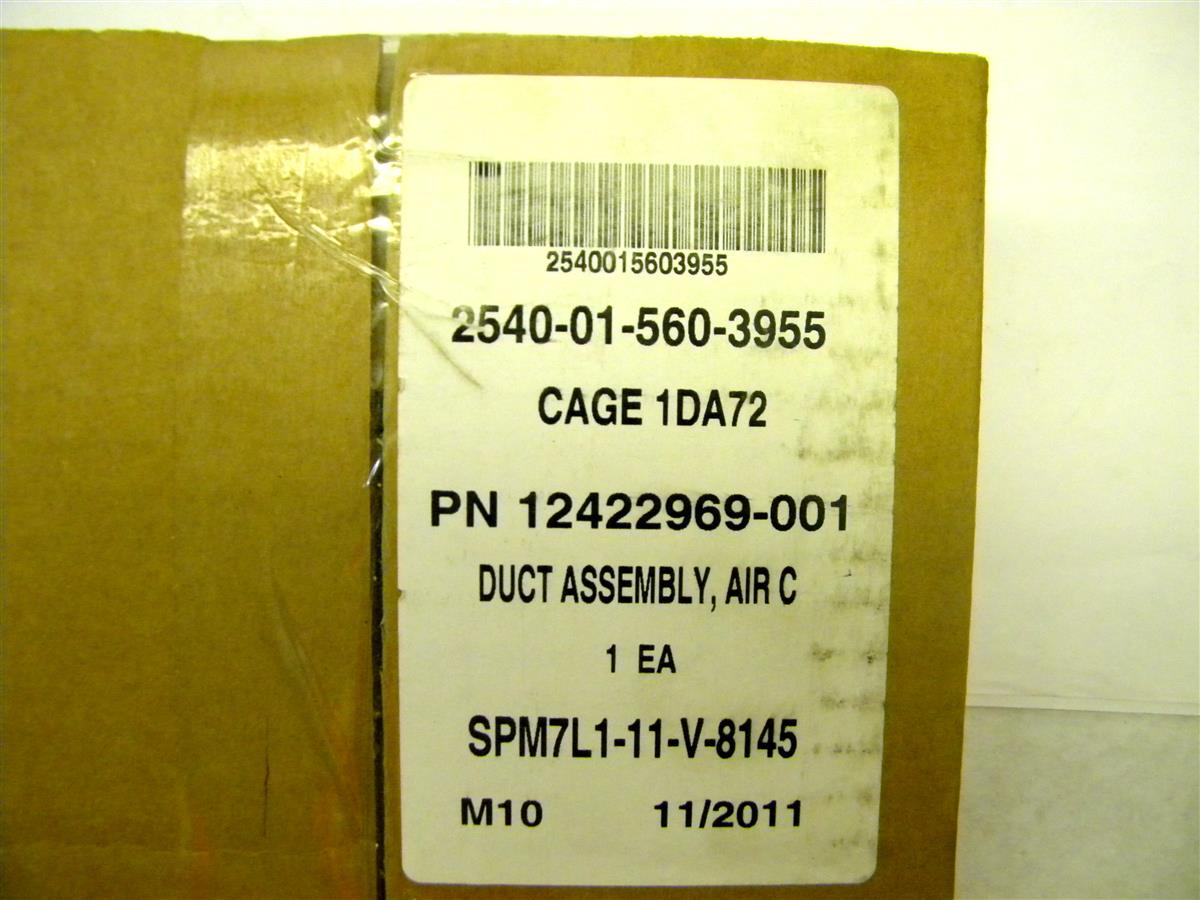 2540015603955
2540-01-560-3955
CAGE 1DA72
PN 12422969-001
DUCT ASSEMBLY, AIR C
1 EA
SPM7L1-11-V-8145
M10 11/2011